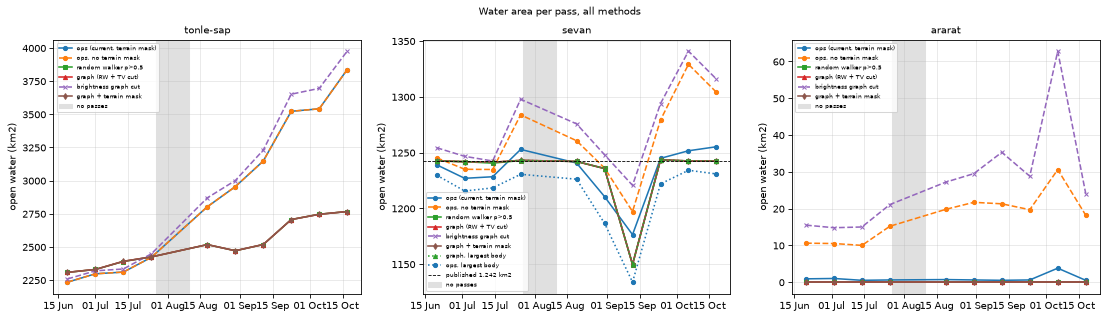 Water area per pass, all methods
tonle-sap
open water (km2)
4000
3750
3500
3250
3000
2750
2500
2250
ops (current, terrain mask)
ops, no terrain mask
random walker p>0.5
graph (RW + TV cut)
brightness graph cut
graph + terrain mask
no passes
15 Jun 01 Jul 15 Jul 01 Aug 15 Aug 01 Sep 15 Sep 01 Oct 15 Oct
sevan
open water (km2)
1350
1300
1250
1200
1150
ops (current, terrain mask)
ops, no terrain mask
random walker p>0.5
graph (RW + TV cut)
brightness graph cut
graph + terrain mask
graph, largest body
ops, largest body
published 1,242 km2
no passes
15 Jun 01 Jul 15 Jul 01 Aug 15 Aug 01 Sep 15 Sep 01 Oct 15 Oct
ararat
open water (km2)
60
50
40
30
20
10
0
ops (current, terrain mask)
ops, no terrain mask
random walker p>0.5
graph (RW + TV cut)
brightness graph cut
graph + terrain mask
no passes
15 Jun 01 Jul 15 Jul 01 Aug 15 Aug 01 Sep 15 Sep 01 Oct 15 Oct